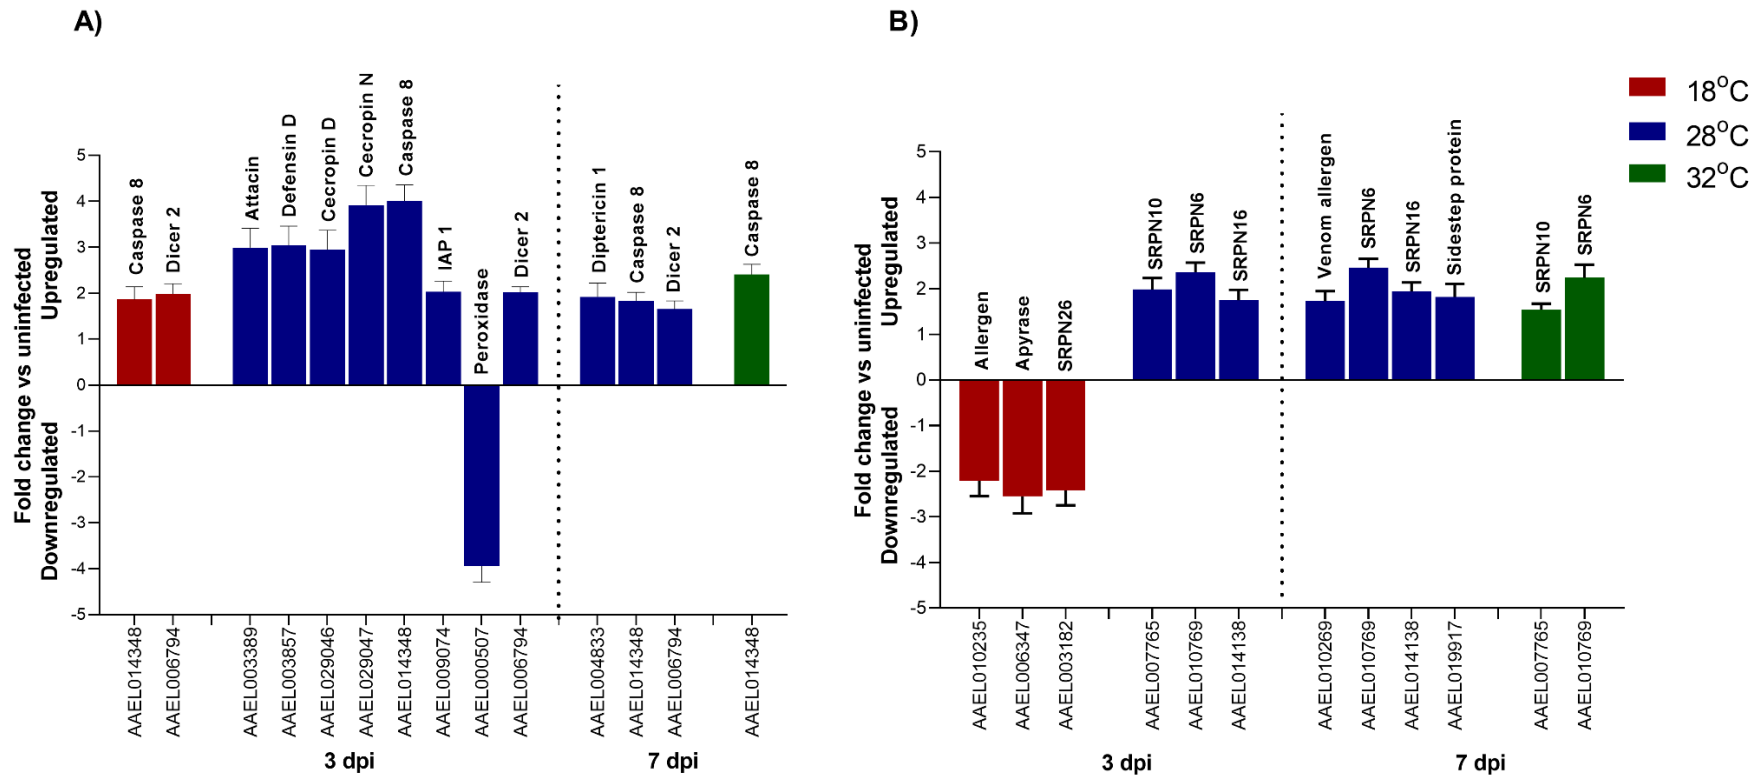 A)
Fold change vs uninfected
Upregulated
Downregulated
5
4
3
2
1
0
-1
-2
-3
-4
-5
Caspase 8
Dicer 2
Attacin
Defensin D
Cecropin D
Cecropin N
Caspase 8
IAP 1
Peroxidase
Dicer 2
Diptericin 1
Caspase 8
Dicer 2
Caspase 8
AAEL014348
AAEL006794
AAEL003389
AAEL003857
AAEL029046
AAEL029047
AAEL014348
AAEL009074
AAEL000507
AAEL006794
AAEL004833
AAEL014348
AAEL006794
AAEL014348
3 dpi
7 dpi
B)
Fold change vs uninfected
Upregulated
Downregulated
5
4
3
2
1
0
-1
-2
-3
-4
-5
Allergen
Apyrase
SRPN26
SRPN10
SRPN6
SRPN16
Venom allergen
SRPN6
SRPN16
Sidestep protein
SRPN10
SRPN6
AAEL010235
AAEL006347
AAEL003182
AAEL007765
AAEL010769
AAEL014138
AAEL010269
AAEL010769
AAEL014138
AAEL019917
AAEL007765
AAEL010769
3 dpi
7 dpi
18°C
28°C
32°C